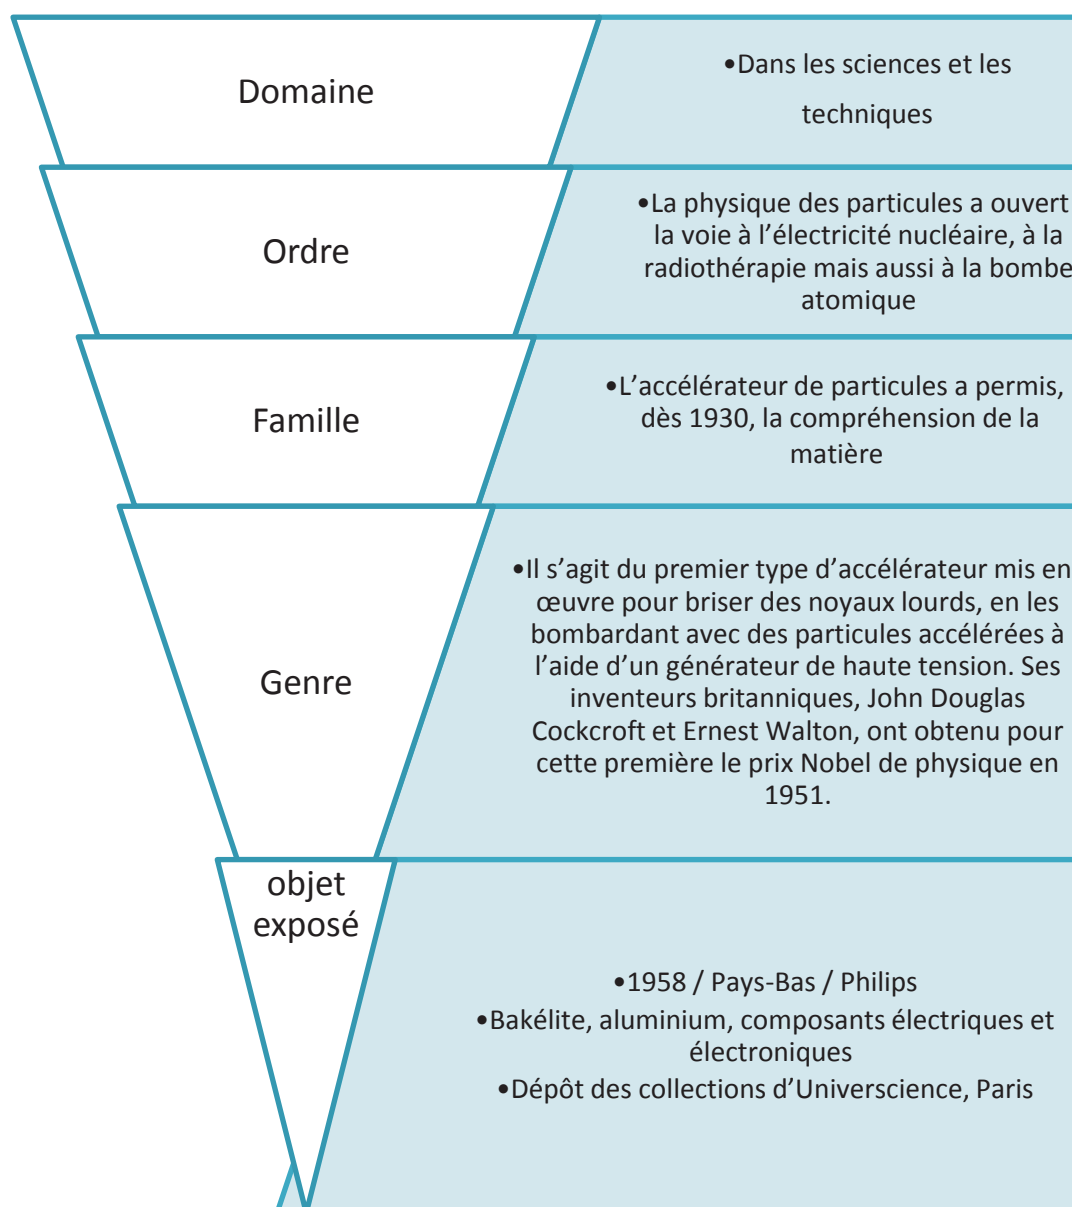 Domaine
•Dans les sciences et les
techniques
Ordre
•La physique des particules a ouvert
la voie à l’électricité nucléaire, à la
radiothérapie mais aussi à la bombe
atomique
Famille
•L’accélérateur de particules a permis,
dès 1930, la compréhension de la
matière
Genre
•Il s’agit du premier type d’accélérateur mis en
œuvre pour briser des noyaux lourds, en les
bombardant avec des particules accélérées à
l’aide d’un générateur de haute tension. Ses
inventeurs britanniques, John Douglas
Cockcroft et Ernest Walton, ont obtenu pour
cette première le prix Nobel de physique en
1951.
objet
exposé
•1958 / Pays-Bas / Philips
•Bakélite, aluminium, composants électriques et
électroniques
•Dépôt des collections d’Universcience, Paris